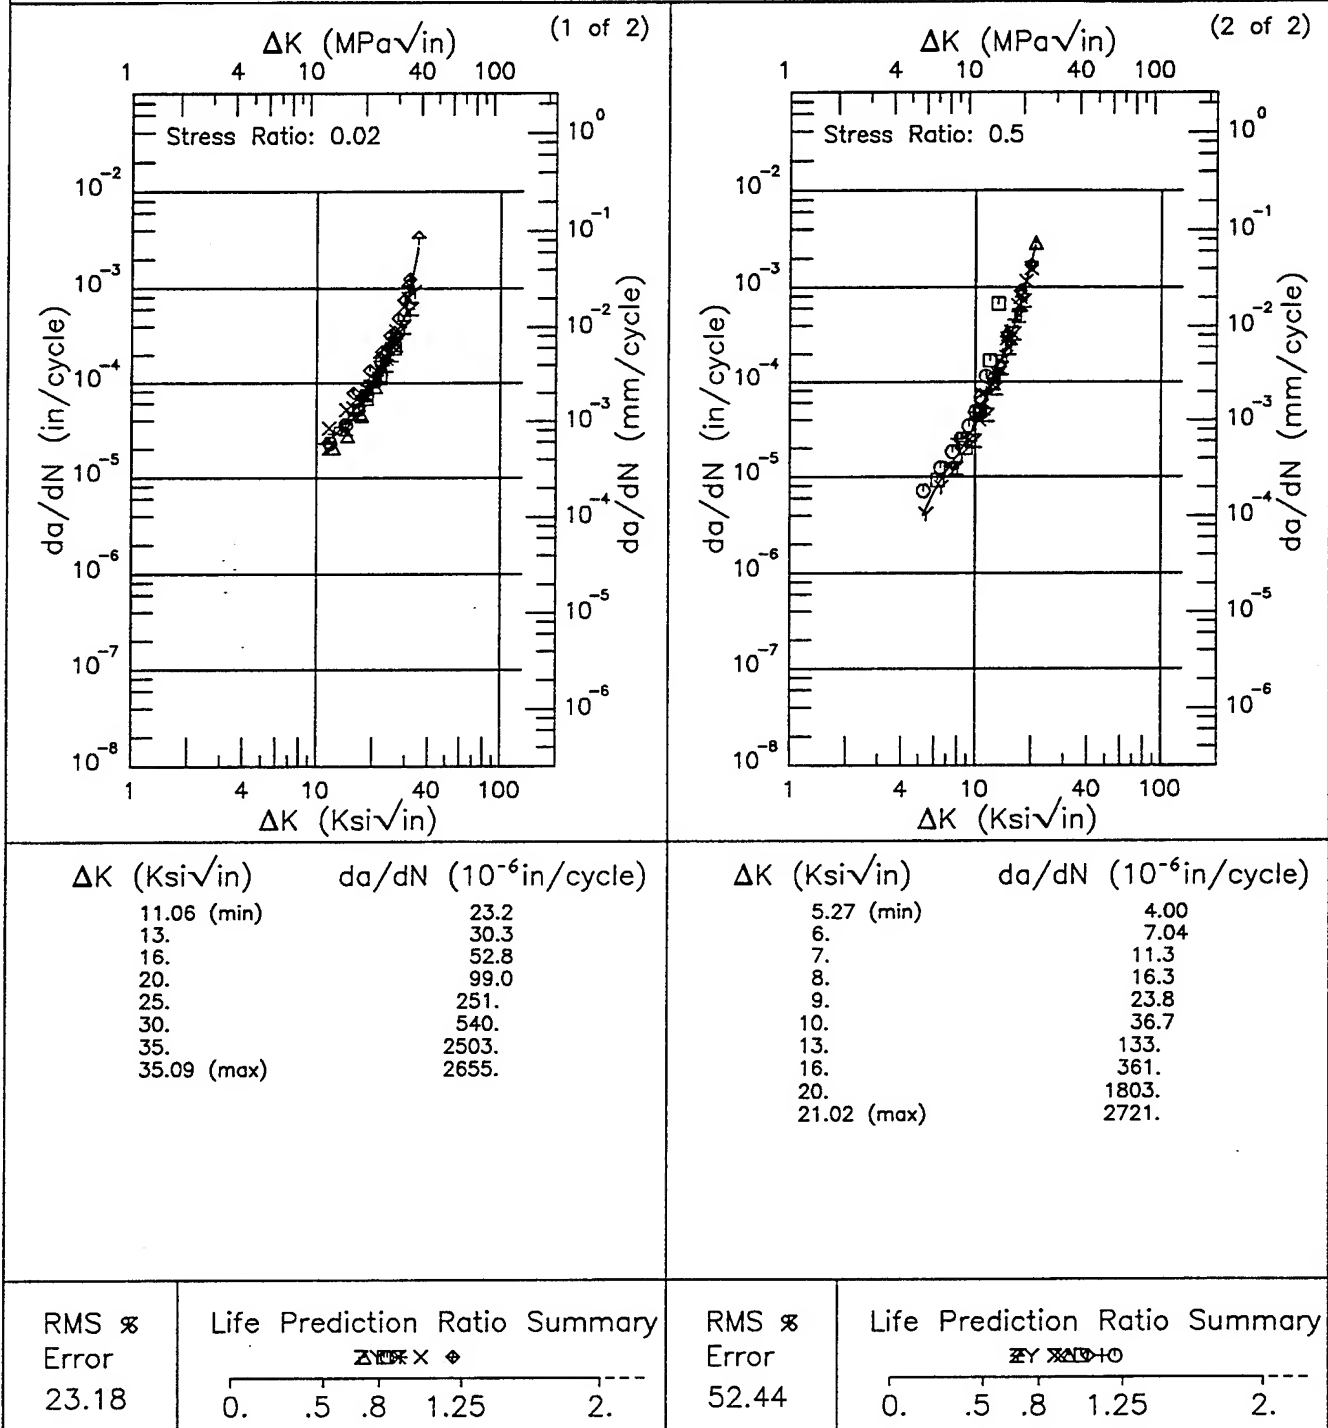 (1 of 2)
ΔK (MPa√in)
1 4 10 40 100
Stress Ratio: 0.02
10⁰
10⁻²
10⁻¹
10⁻³
10⁻²
10⁻⁴
10⁻³
10⁻⁵
10⁻⁴
10⁻⁶
10⁻⁵
10⁻⁷
10⁻⁶
10⁻⁸
da/dN (in/cycle)
da/dN (mm/cycle)
1 4 10 40 100
ΔK (Ksi√in)
ΔK (Ksi√in) da/dN (10⁻⁶in/cycle)
11.06 (min) 23.2
13. 30.3
16. 52.8
20. 99.0
25. 251.
30. 540.
35. 2503.
35.09 (max) 2655.
RMS % Error
23.18
Life Prediction Ratio Summary
0. .5 .8 1.25 2.
(2 of 2)
ΔK (MPa√in)
1 4 10 40 100
Stress Ratio: 0.5
10⁰
10⁻²
10⁻¹
10⁻³
10⁻²
10⁻⁴
10⁻³
10⁻⁵
10⁻⁴
10⁻⁶
10⁻⁵
10⁻⁷
10⁻⁶
10⁻⁸
da/dN (in/cycle)
da/dN (mm/cycle)
1 4 10 40 100
ΔK (Ksi√in)
ΔK (Ksi√in) da/dN (10⁻⁶in/cycle)
5.27 (min) 4.00
6. 7.04
7. 11.3
8. 16.3
9. 23.8
10. 36.7
13. 133.
16. 361.
20. 1803.
21.02 (max) 2721.
RMS % Error
52.44
Life Prediction Ratio Summary
0. .5 .8 1.25 2.